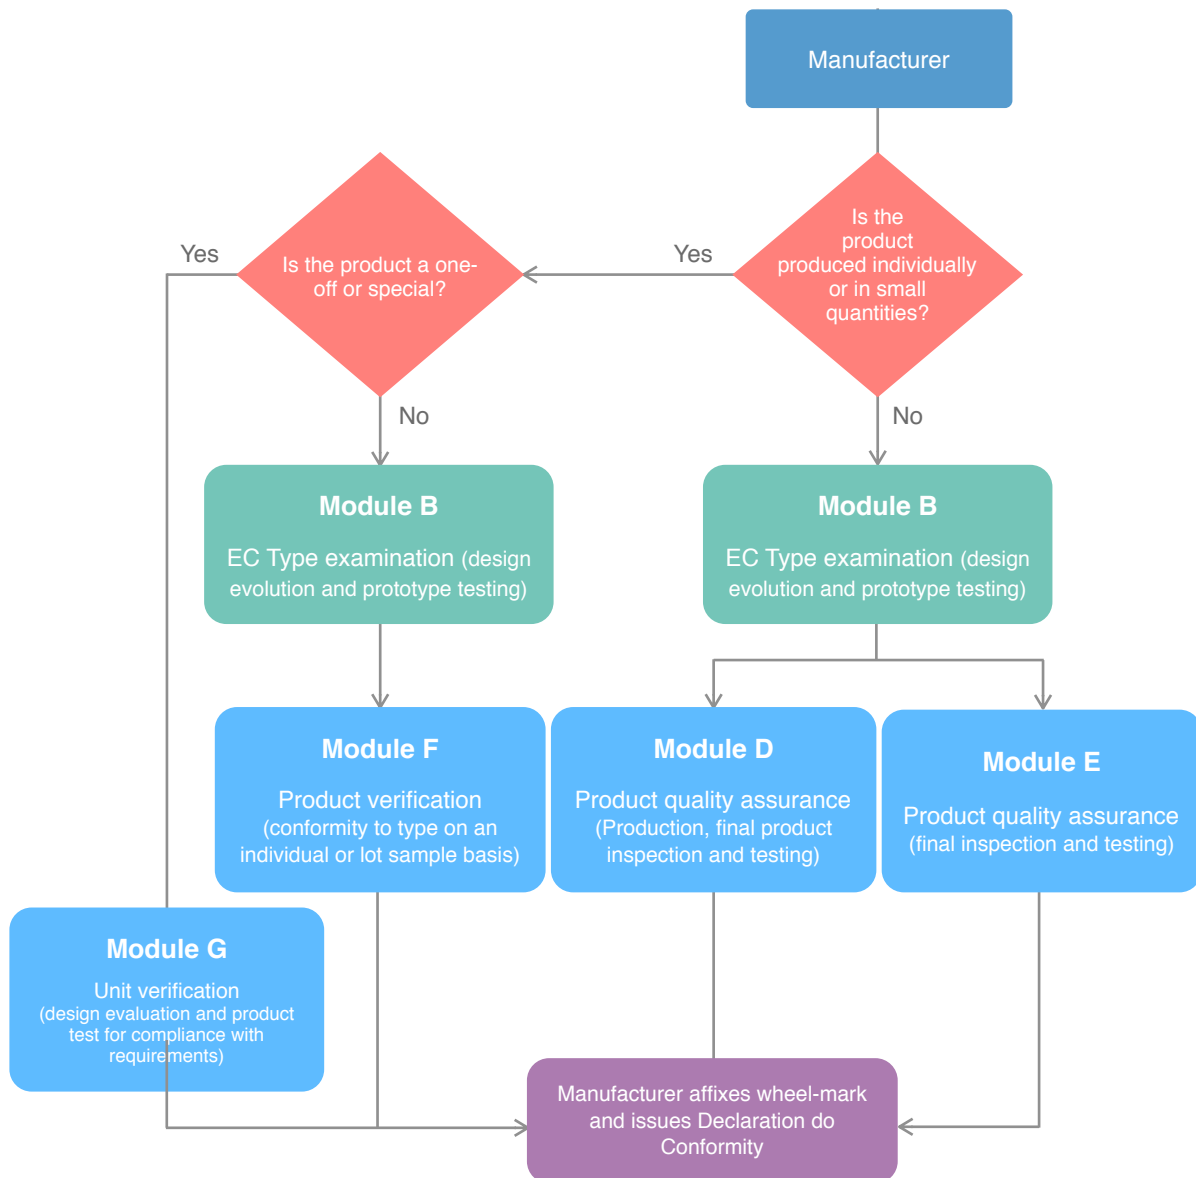 Manufacturer
Is the
product
produced individually
or in small
quantities?
Yes
Is the product a one-
off or special?
Yes
No
No
Module B
EC Type examination (design
evolution and prototype testing)
Module B
EC Type examination (design
evolution and prototype testing)
Module F
Product verification
(conformity to type on an
individual or lot sample basis)
Module D
Product quality assurance
(Production, final product
inspection and testing)
Module E
Product quality assurance
(final inspection and testing)
Module G
Unit verification
(design evaluation and product
test for compliance with
requirements)
Manufacturer affixes wheel-mark
and issues Declaration do
Conformity